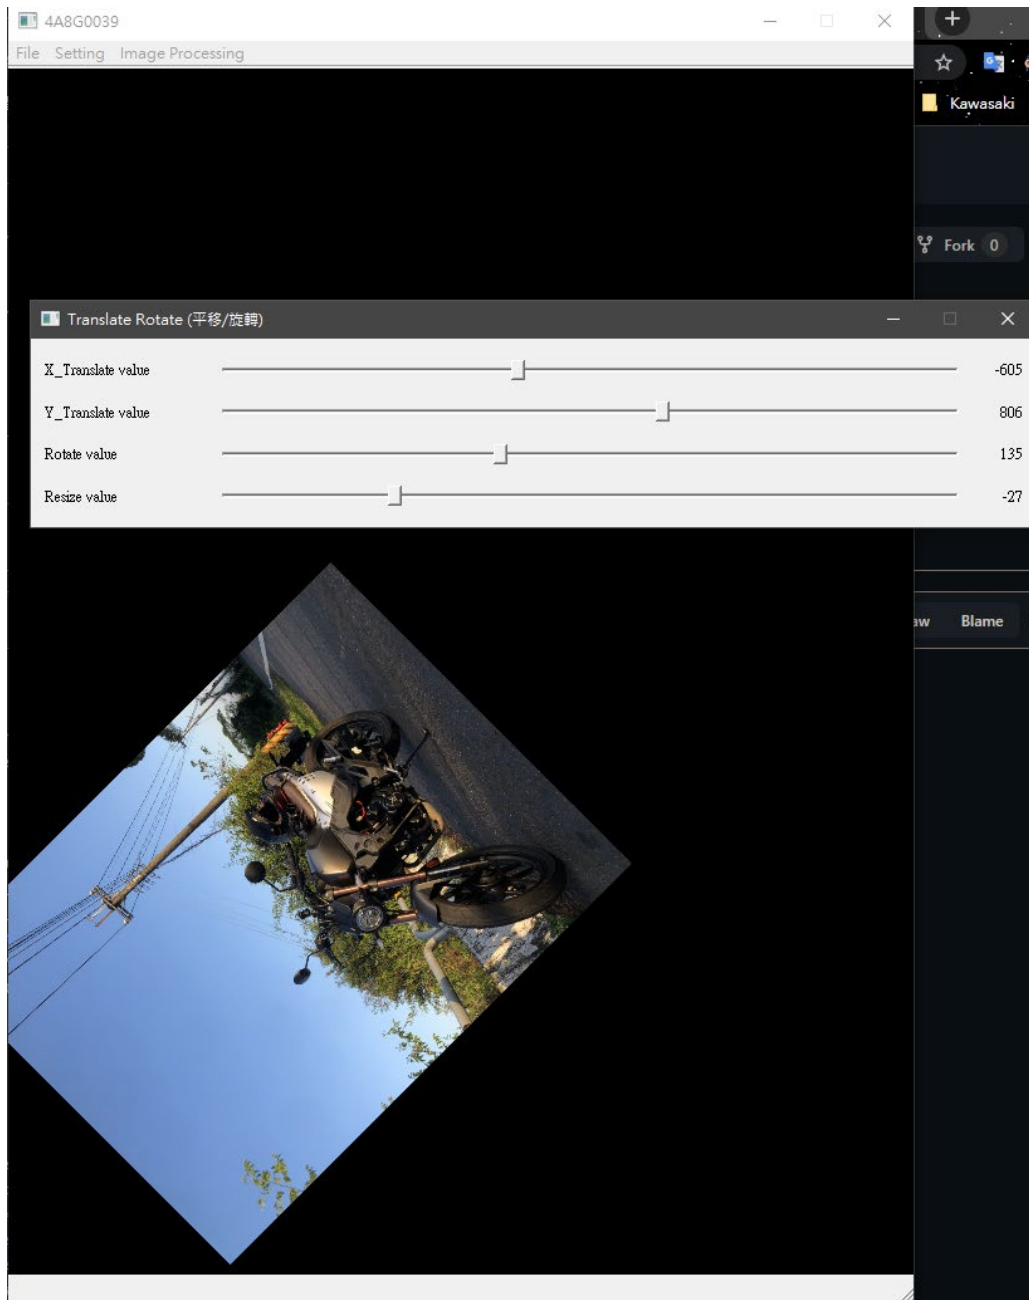 4A8G0039
File Setting Image Processing
Kawasaki
Fork 0
Translate Rotate (平移/旋轉)
X_Translate value -605
Y_Translate value 806
Rotate value 135
Resize value -27
Blame